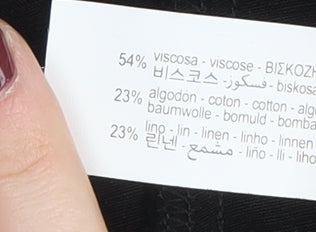 54% viscosa - viscose - ΒΙΣΚΟΖΗ
비스코스 - فسكوز - biskosa
23% algodón - coton - cotton - algo
baumwolle - bomuld - bomba
23% lino - lin - linen - linho - linnen
린넨 - مشمع - liño - lli - liho